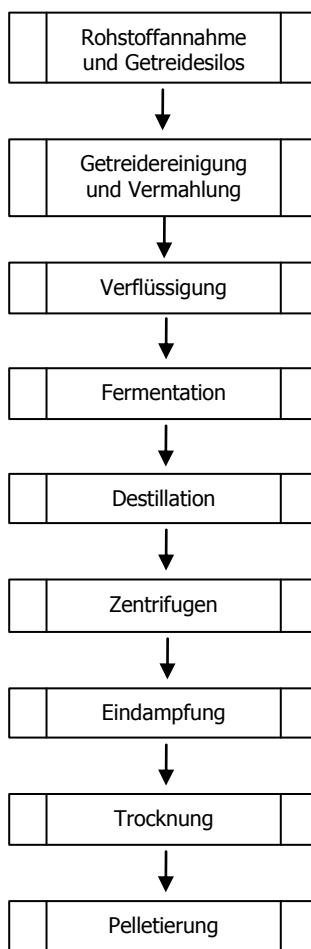 Rohstoffannahme
und Getreidesilos
Getreidereinigung
und Vermahlung
Verflüssigung
Fermentation
Destillation
Zentrifugen
Eindampfung
Trocknung
Pelletierung